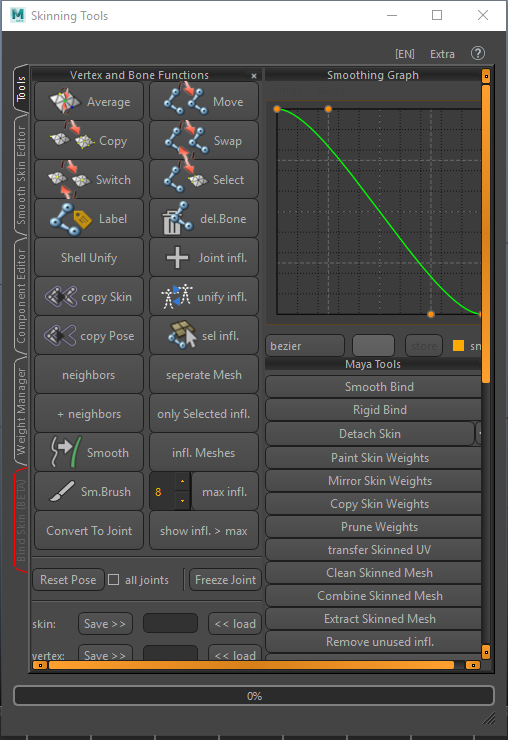 Skinning Tools
[EN] Extra ?
Tools
Smooth Skin Editor
Component Editor
Weight Manager
Bind Skin (BETA)
Vertex and Bone Functions ×
Average Move
Copy Swap
Switch Select
Label del.Bone
Shell Unify Joint infl.
copy Skin unify infl.
copy Pose sel infl.
neighbors seperate Mesh
+ neighbors only Selected infl.
Smooth infl. Meshes
Sm.Brush 8 max infl.
Convert To Joint show infl. > max
Reset Pose all joints Freeze Joint
skin: Save >> << load
vertex: Save >> << load
Smoothing Graph
bezier store sn
Maya Tools
Smooth Bind
Rigid Bind
Detach Skin
Paint Skin Weights
Mirror Skin Weights
Copy Skin Weights
Prune Weights
transfer Skinned UV
Clean Skinned Mesh
Combine Skinned Mesh
Extract Skinned Mesh
Remove unused infl.
0%